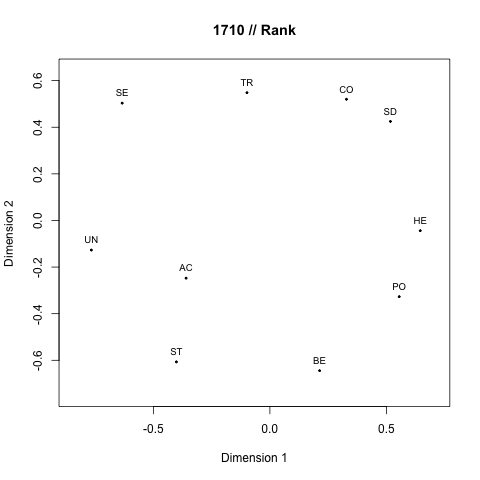 1710 // Rank
0.6
0.4
0.2
0.0
-0.2
-0.4
-0.6
Dimension 2
SE
TR
CO
SD
HE
UN
AC
PO
ST
BE
-0.5
0.0
0.5
Dimension 1